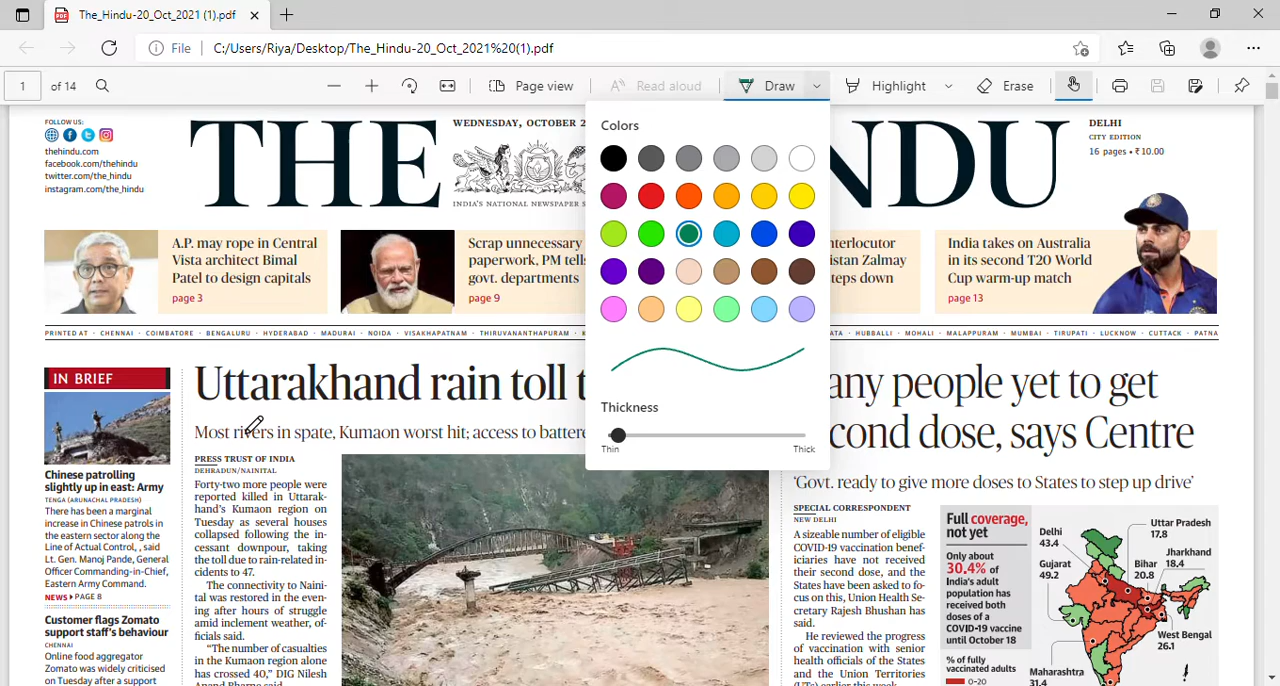 The_Hindu-20_Oct_2021 (1).pdf
File
C:/Users/Riya/Desktop/The_Hindu-20_Oct_2021%20(1).pdf
1 of 14
Page view
Read aloud
Draw
Highlight
Erase
Colors
Thickness
Thin
Thick
FOLLOW US:
thehindu.com
facebook.com/thehindu
twitter.com/the_hindu
instagram.com/the_hindu
THE
WEDNESDAY, OCTOBER 2
INDIA'S NATIONAL NEWSPAPER S
NDU
DELHI
CITY EDITION
16 pages • ₹10.00
A.P. may rope in Central
Vista architect Bimal
Patel to design capitals
page 3
Scrap unnecessary
paperwork, PM tells
govt. departments
page 9
terlocutor
istan Zalmay
teps down
India takes on Australia
in its second T20 World
Cup warm-up match
page 13
PRINTED AT · CHENNAI · COIMBATORE · BENGALURU · HYDERABAD · MADURAI · NOIDA · VISAKHAPATNAM · THIRUVANANTHAPURAM · K
ATA · HUBBALLI · MOHALI · MALAPPURAM · MUMBAI · TIRUPATI · LUCKNOW · CUTTACK · PATNA
IN BRIEF
Chinese patrolling
slightly up in east: Army
TENGA (ARUNACHAL PRADESH)
There has been a marginal
increase in Chinese patrols in
the eastern sector along the
Line of Actual Control, , said
Lt. Gen. Manoj Pande, General
Officer Commanding-in-Chief,
Eastern Army Command.
NEWS PAGE 8
Customer flags Zomato
support staff's behaviour
CHENNAI
Online food aggregator
Zomato was widely criticised
on Tuesday after a support
Uttarakhand rain toll t
Most rivers in spate, Kumaon worst hit; access to battere
PRESS TRUST OF INDIA
DEHRADUN/NAINITAL
Forty-two more people were
reported killed in Uttarak-
hand's Kumaon region on
Tuesday as several houses
collapsed following the in-
cessant downpour, taking
the toll due to rain-related in-
cidents to 47.
The connectivity to Naini-
tal was restored in the even-
ing after hours of struggle
amid inclement weather, of-
ficials said.
"The number of casualties
in the Kumaon region alone
has crossed 40," DIG Nilesh
Anand Bharne said
any people yet to get
cond dose, says Centre
'Govt. ready to give more doses to States to step up drive'
SPECIAL CORRESPONDENT
NEW DELHI
A sizeable number of eligible
COVID-19 vaccination benef-
iciaries have not received
their second dose, and the
States have been asked to fo-
cus on this, Union Health Se-
cretary Rajesh Bhushan has
said.
He reviewed the progress
of vaccination with senior
health officials of the States
and the Union Territories
(UTs) earlier this week
Full coverage,
not yet
Only about
30.4% of
India's adult
population has
received both
doses of a
COVID-19 vaccine
until October 18
% of fully
vaccinated adults
0-20
Delhi
43.4
Gujarat
49.2
Uttar Pradesh
17.8
Jharkhand
18.4
Bihar
20.8
West Bengal
26.1
Maharashtra
31.4